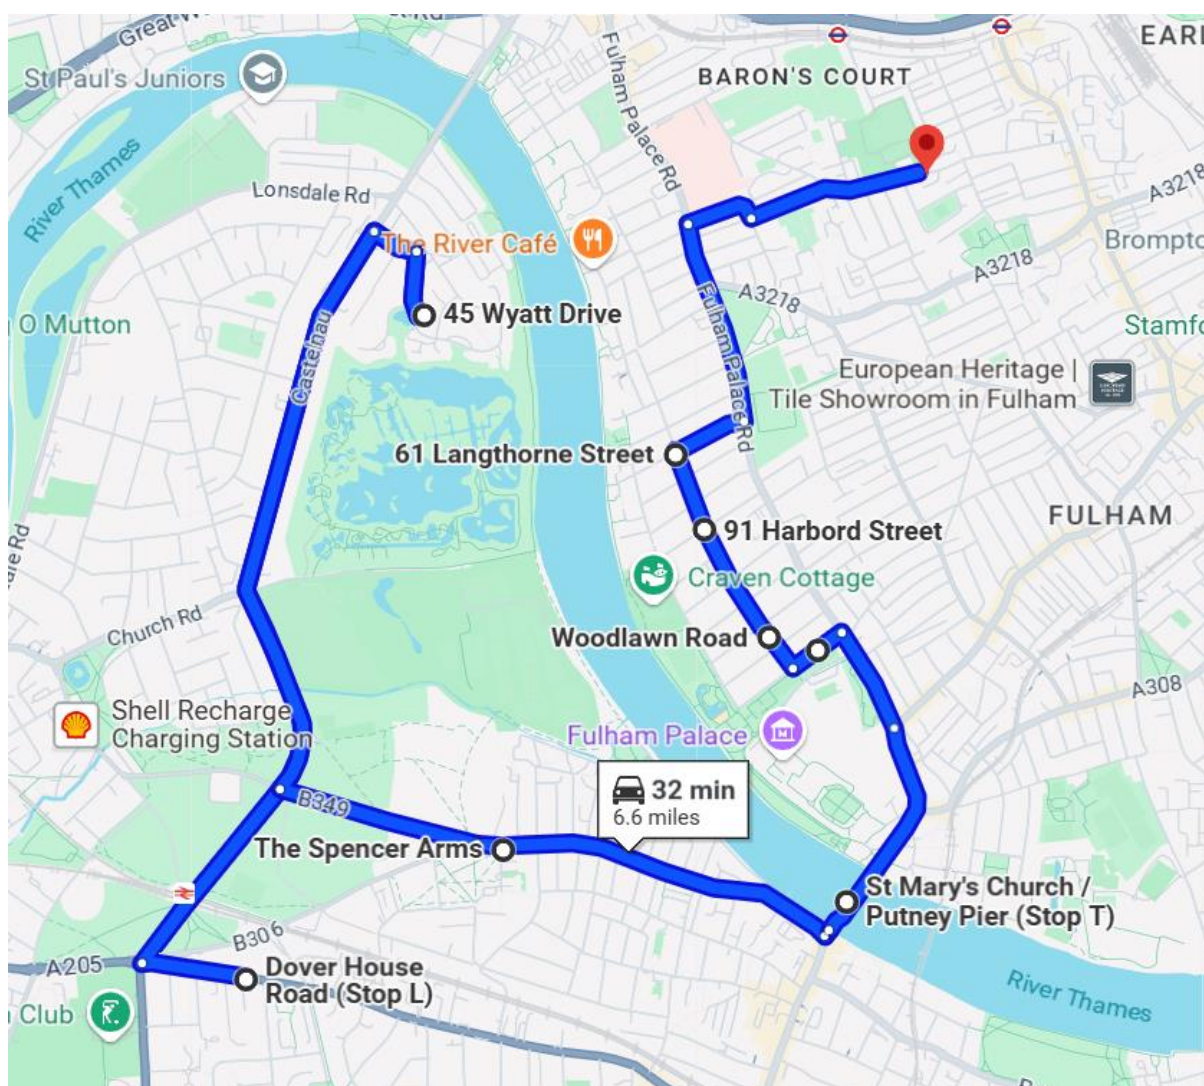 Great W
St Paul's Juniors
River Thames
Lonsdale Rd
The River Café
45 Wyatt Drive
O Mutton
Castelnau
Fulham Palace Rd
BARON'S COURT
EARL
A3218
Brompto
A3218
A3218
Stamfo
Fulham Palace Rd
European Heritage |
Tile Showroom in Fulham
61 Langthorne Street
91 Harbord Street
FULHAM
Craven Cottage
Church Rd
Woodlawn Road
A308
Shell Recharge
Charging Station
Fulham Palace
32 min
6.6 miles
B349
The Spencer Arms
St Mary's Church /
Putney Pier (Stop T)
B306
A205
Dover House
Road (Stop L)
Club
River Thames